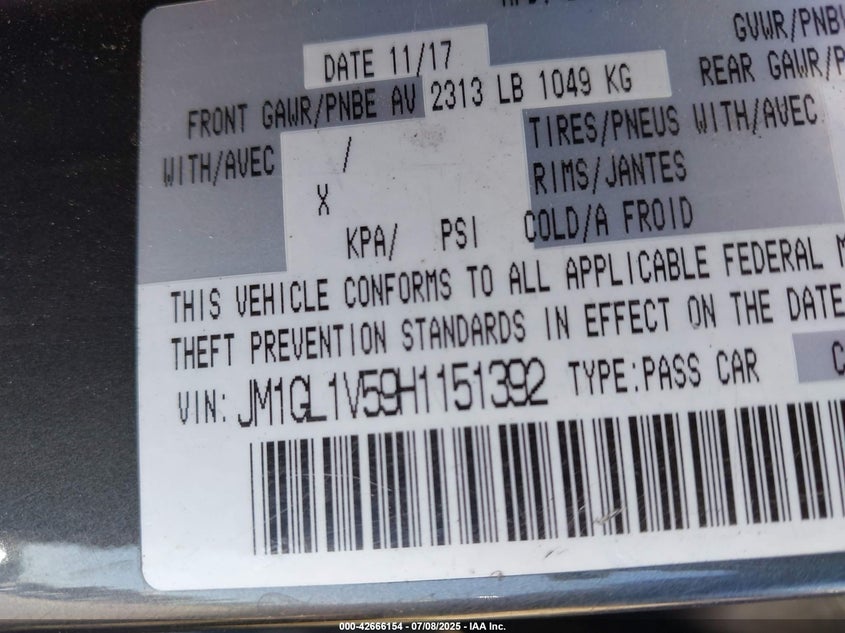 DATE 11/17
GVWR/PNBV
FRONT GAWR/PNBE AV 2313 LB 1049 KG
REAR GAWR/P
WITH/AVEC / TIRES/PNEUS WITH/AVEC
X RIMS/JANTES
KPA/ PSI COLD/A FROID
THIS VEHICLE CONFORMS TO ALL APPLICABLE FEDERAL M
THEFT PREVENTION STANDARDS IN EFFECT ON THE DATE
VIN: JM1GL1V59H1151392 TYPE:PASS CAR C
000-42666154 - 07/08/2025 - IAA Inc.